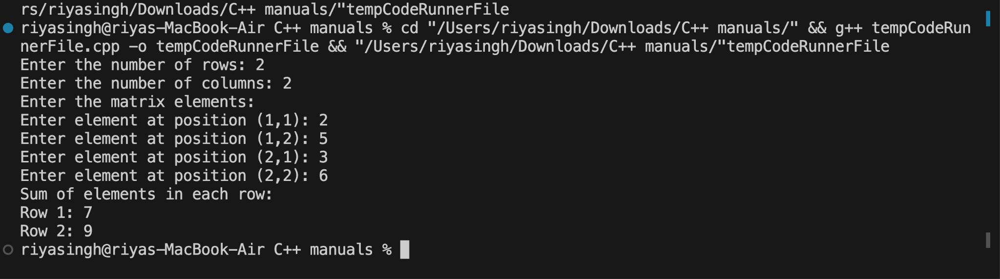 rs/riyasingh/Downloads/C++ manuals/"tempCodeRunnerFile
riyasingh@riyas-MacBook-Air C++ manuals % cd "/Users/riyasingh/Downloads/C++ manuals/" && g++ tempCodeRun
nerFile.cpp -o tempCodeRunnerFile && "/Users/riyasingh/Downloads/C++ manuals/"tempCodeRunnerFile
Enter the number of rows: 2
Enter the number of columns: 2
Enter the matrix elements:
Enter element at position (1,1): 2
Enter element at position (1,2): 5
Enter element at position (2,1): 3
Enter element at position (2,2): 6
Sum of elements in each row:
Row 1: 7
Row 2: 9
riyasingh@riyas-MacBook-Air C++ manuals %